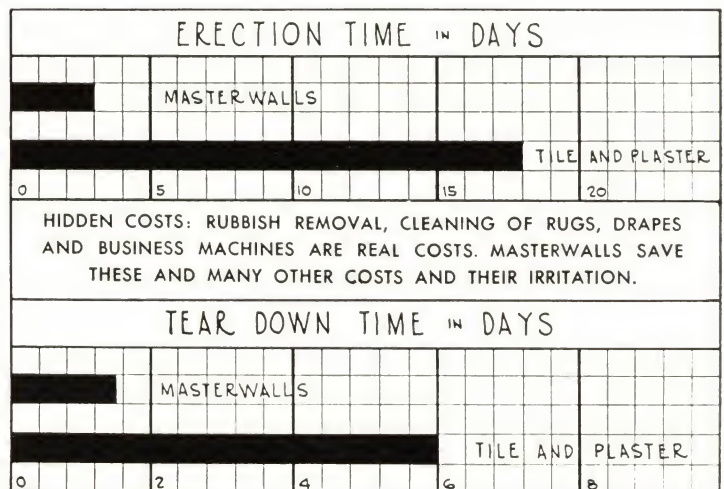 ERECTION TIME IN DAYS
MASTERWALLS
TILE AND PLASTER
0 5 10 15 20
HIDDEN COSTS: RUBBISH REMOVAL, CLEANING OF RUGS, DRAPES
AND BUSINESS MACHINES ARE REAL COSTS. MASTERWALLS SAVE
THESE AND MANY OTHER COSTS AND THEIR IRRITATION.
TEAR DOWN TIME IN DAYS
MASTERWALLS
TILE AND PLASTER
0 2 4 6 8